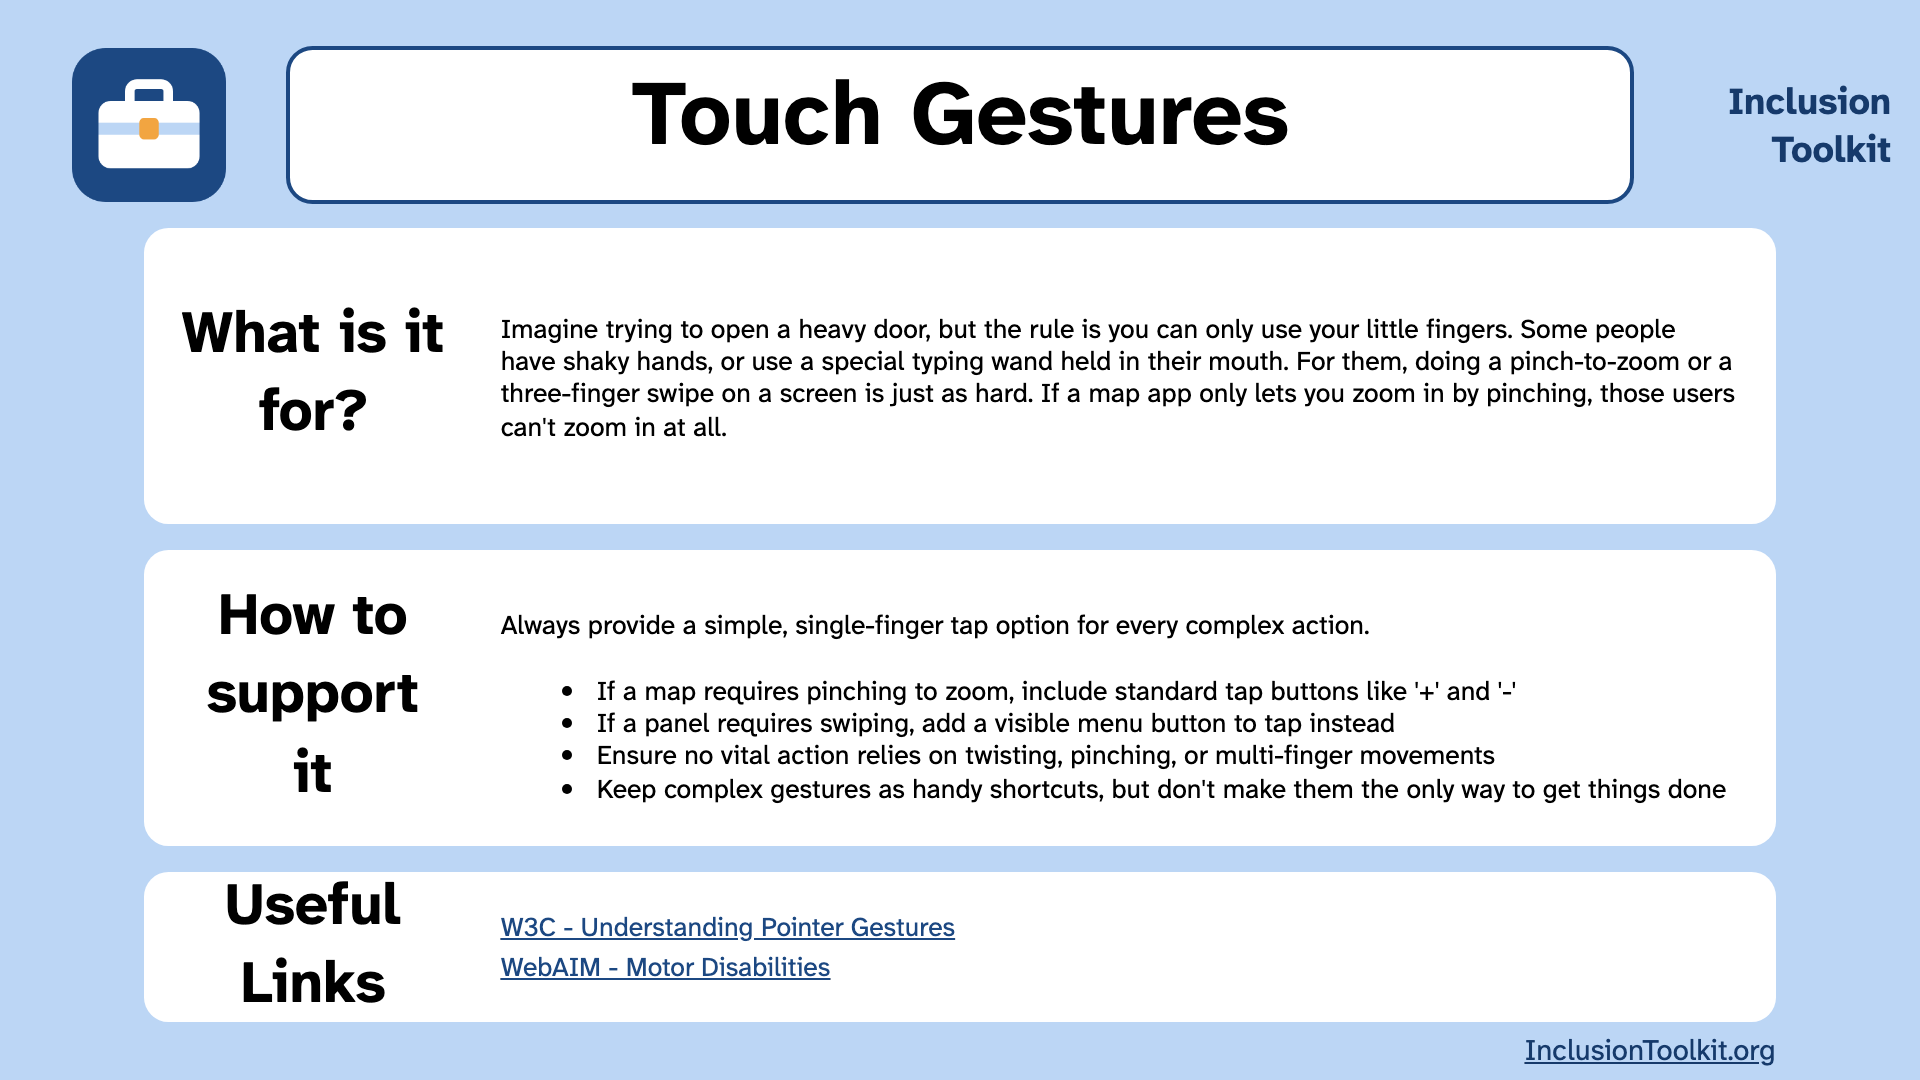 Touch Gestures
Inclusion
Toolkit
What is it
for?
Imagine trying to open a heavy door, but the rule is you can only use your little fingers. Some people
have shaky hands, or use a special typing wand held in their mouth. For them, doing a pinch-to-zoom or a
three-finger swipe on a screen is just as hard. If a map app only lets you zoom in by pinching, those users
can't zoom in at all.
How to
support
it
Always provide a simple, single-finger tap option for every complex action.
• If a map requires pinching to zoom, include standard tap buttons like '+' and '-'
• If a panel requires swiping, add a visible menu button to tap instead
• Ensure no vital action relies on twisting, pinching, or multi-finger movements
• Keep complex gestures as handy shortcuts, but don't make them the only way to get things done
Useful
Links
W3C - Understanding Pointer Gestures
WebAIM - Motor Disabilities
InclusionToolkit.org